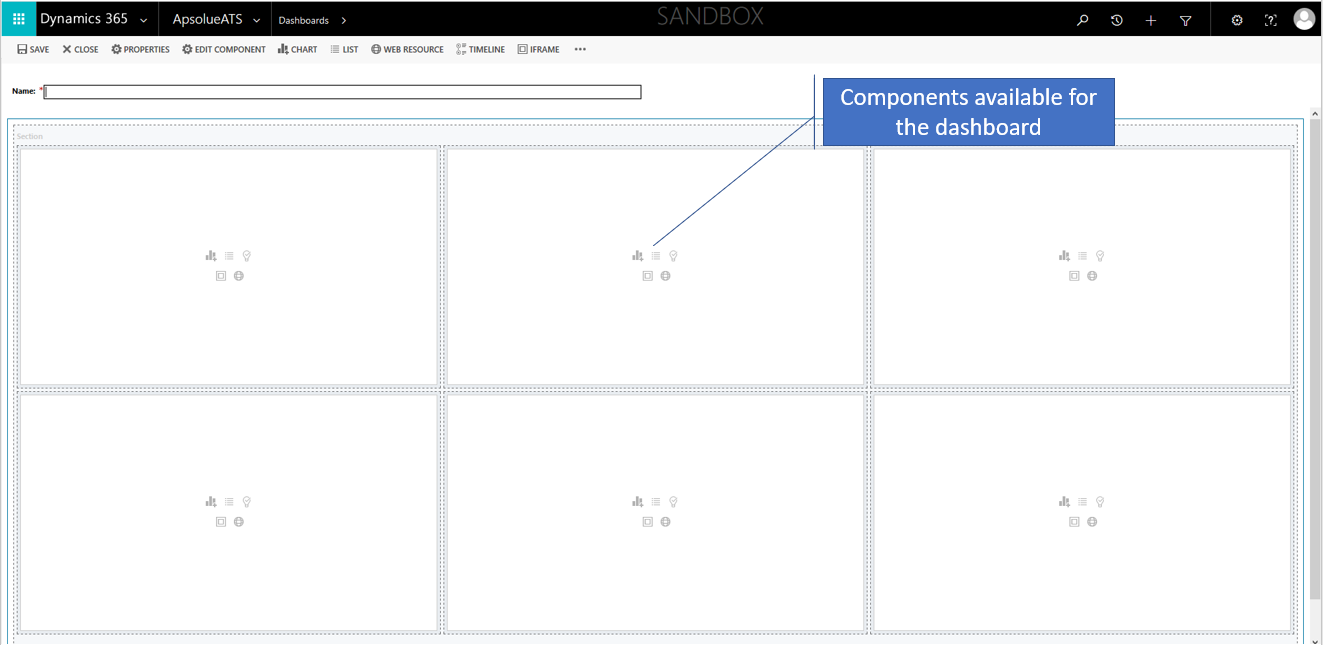 Dynamics 365 ApsolueATS Dashboards SANDBOX
SAVE CLOSE PROPERTIES EDIT COMPONENT CHART LIST WEB RESOURCE TIMELINE IFRAME •••
Name: *
Components available for
the dashboard
Section